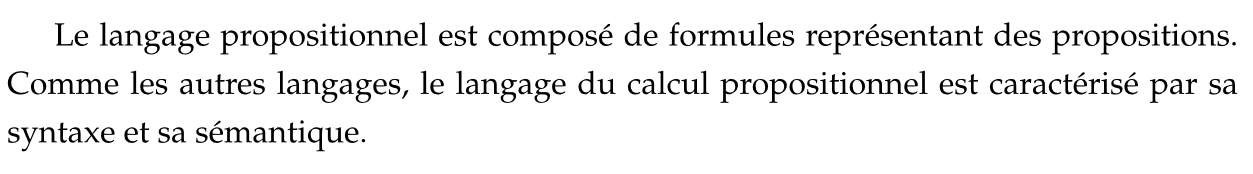 Le langage propositionnel est composé de formules représentant des propositions.
Comme les autres langages, le langage du calcul propositionnel est caractérisé par sa
syntaxe et sa sémantique.